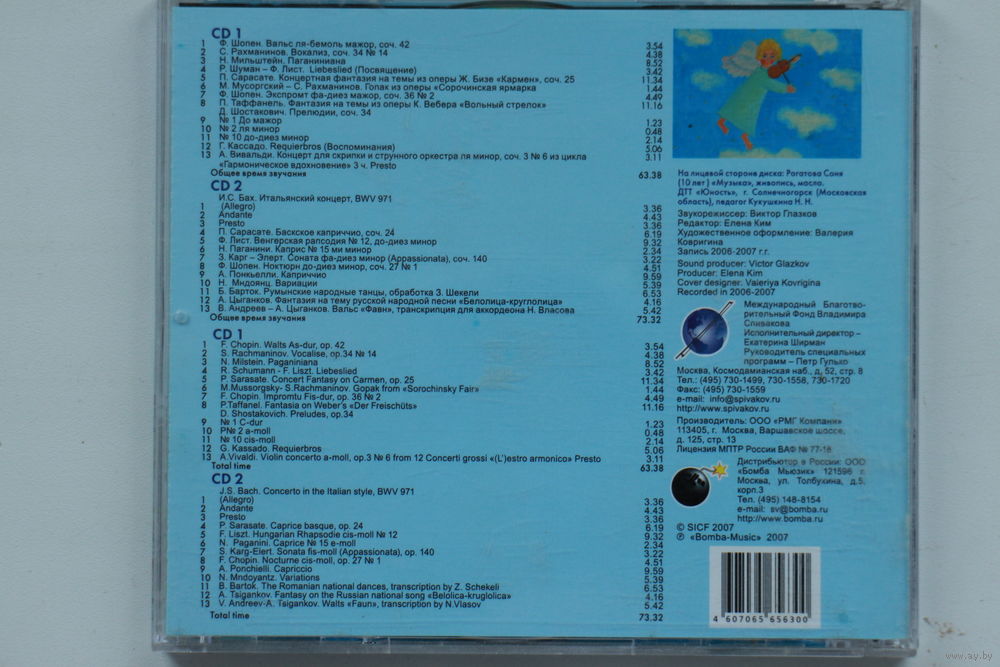 CD 1
1 Ф. Шопен. Вальс ля-бемоль мажор, соч. 42 3.54
2 С. Рахманинов. Вокализ, соч. 34 № 14 4.38
3 Н. Мильштейн. Паганиниана 8.52
4 Р. Шуман – Ф. Лист. Liebeslied (Посвящение) 3.42
5 П. Сарасате. Концертная фантазия на темы из оперы Ж. Бизе «Кармен», соч. 25 11.34
6 М. Мусоргский – С. Рахманинов. Гопак из оперы «Сорочинская ярмарка 1.44
7 Ф. Шопен. Экспромт фа-диез мажор, соч. 36 № 2 4.49
8 П. Таффанель. Фантазия на темы из оперы К. Вебера «Вольный стрелок» 11.16
Д. Шостакович. Прелюдии, соч. 34
9 № 1 До мажор 1.23
10 № 2 ля минор 0.48
11 № 10 до-диез минор 2.14
12 Г. Кассадо. Requierbros (Воспоминания) 5.06
13 А. Вивальди. Концерт для скрипки и струнного оркестра ля минор, соч. 3 № 6 из цикла 3.11
«Гармоническое вдохновение» 3 ч. Presto
Общее время звучания 63.38
CD 2
И.С. Бах. Итальянский концерт, BWV 971
1 (Allegro) 3.36
2 Andante 4.43
3 Presto 3.36
4 П. Сарасате. Баскское каприччио, соч. 24 6.19
5 Ф. Лист. Венгерская рапсодия № 12, до-диез минор 9.32
6 Н. Паганини. Каприс № 15 ми минор 2.34
7 З. Карг – Элерт. Соната фа-диез минор (Appassionata), соч. 140 3.22
8 Ф. Шопен. Ноктюрн до-диез минор, соч. 27 № 1 4.51
9 А. Понкьелли. Каприччио 9.59
10 Н. Мндоянц. Вариации 5.39
11 Б. Барток. Румынские народные танцы, обработка З. Шекели 6.53
12 А. Цыганков. Фантазия на тему русской народной песни «Белолица-круглолица» 4.16
13 В. Андреев – А. Цыганков. Вальс «Фавн», транскрипция для аккордеона Н. Власова 5.42
Общее время звучания 73.32
CD 1
1 F. Chopin. Walts As-dur, op. 42 3.54
2 S. Rachmaninov. Vocalise, op.34 № 14 4.38
3 N. Milstein. Paganiniana 8.52
4 R. Schumann - F. Liszt. Liebeslied 3.42
5 P. Sarasate. Concert Fantasy on Carmen, op. 25 11.34
6 M.Mussorgsky- S.Rachmaninov. Gopak from «Sorochinsky Fair» 1.44
7 F. Chopin. Impromtu Fis-dur, op. 36 № 2 4.49
8 P.Taffanel. Fantasia on Weber's «Der Freischüts» 11.16
D. Shostakovich. Preludes, op.34
9 № 1 C-dur 1.23
10 P№ 2 a-moll 0.48
11 № 10 cis-moll 2.14
12 G. Kassado. Requierbros 5.06
13 A.Vivaldi. Violin concerto a-moll, op.3 № 6 from 12 Concerti grossi «(L')estro armonico» Presto 3.11
Total time 63.38
CD 2
J.S. Bach. Concerto in the Italian style, BWV 971
1 (Allegro) 3.36
2 Andante 4.43
3 Presto 3.36
4 P. Sarasate. Caprice basque, op. 24 6.19
5 F. Liszt. Hungarian Rhapsodie cis-moll № 12 9.32
6 N. Paganini. Caprice № 15 e-moll 2.34
7 S. Karg-Elert. Sonata fis-moll (Appassionata), op. 140 3.22
8 F. Chopin. Nocturne cis-moll, op. 27 № 1 4.51
9 A. Ponchielli. Capriccio 9.59
10 N. Mndoyantz. Variations 5.39
11 B. Bartok. The Romanian national dances, transcription by Z. Schekeli 6.53
12 A. Tsigankov. Fantasy on the Russian national song «Belolica-kruglolica» 4.16
13 V. Andreev-A. Tsigankov. Walts «Faun», transcription by N.Vlasov 5.42
Total time 73.32
На лицевой стороне диска: Рогатова Саня
(10 лет) «Музыка», живопись, масло.
ДТТ «Юность», г. Солнечногорск (Московская
область), педагог Кукушкина Н. Н.
Звукорежиссер: Виктор Глазков
Редактор: Елена Ким
Художественное оформление: Валерия
Ковригина
Запись 2006-2007 г.г.
Sound producer: Victor Glazkov
Producer: Elena Kim
Cover designer: Valeriya Kovrigina
Recorded in 2006-2007
Международный Благотво-
рительный Фонд Владимира
Спивакова
Исполнительный директор –
Екатерина Ширман
Руководитель специальных
программ – Петр Гулько
Москва, Космодамианская наб., д. 52, стр. 8
Тел.: (495) 730-1499, 730-1558, 730-1720
Факс: (495) 730-1559
e-mail: info@spivakov.ru
http://www.spivakov.ru
Производитель: ООО «РМГ Компани»
113405, г. Москва, Варшавское шоссе,
д. 125, стр. 13
Лицензия МПТР России ВАФ № 77-16
Дистрибьютор в России: ООО
«Бомба Мьюзик» 121596 г.
Москва, ул. Толбухина, д.5,
корп.3
Тел. (495) 148-8154
e-mail: sv@bomba.ru
http://www.bomba.ru
© SICF 2007
℗ «Bomba-Music» 2007
4 607065 656300
www.ay.by